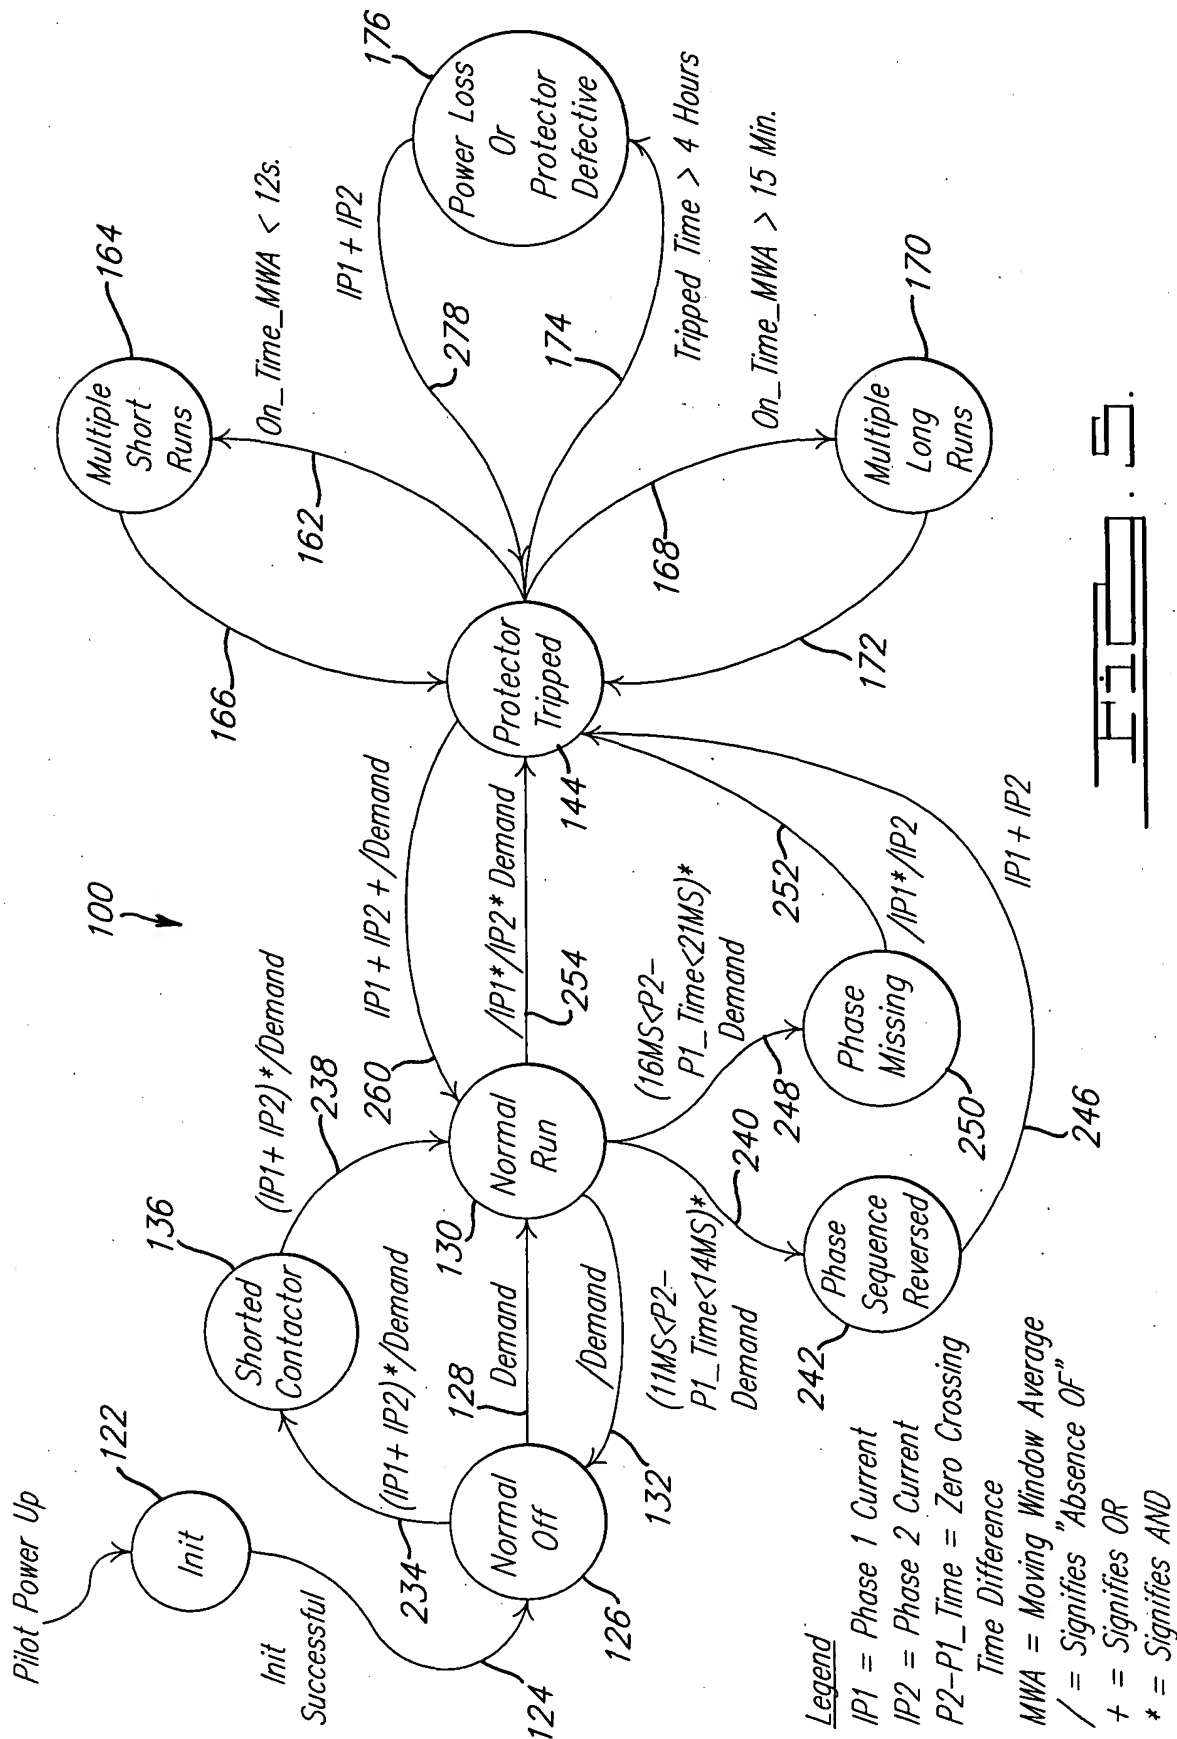 100
Pilot Power Up
122
Init
Init
Successful
124
Normal
Off
126
234
(IP1+ IP2)*/Demand
Shorted
Contactor
136
(IP1+ IP2)*/Demand
238
128
Demand
/Demand
132
Normal
Run
130
260
IP1 + IP2 + /Demand
/IP1*/IP2* Demand
254
(11MS<P2-
P1_Time<14MS)*
Demand
240
Phase
Sequence
Reversed
242
(16MS<P2-
P1_Time<21MS)*
Demand
248
Phase
Missing
250
/IP1*/IP2
252
IP1 + IP2
246
Protector
Tripped
144
166
162
On_Time_MWA < 12s.
Multiple
Short
Runs
164
IP1 + IP2
278
Power Loss
Or
Protector
Defective
176
174
Tripped Time > 4 Hours
168
On_Time_MWA > 15 Min.
Multiple
Long
Runs
170
172
Legend
IP1 = Phase 1 Current
IP2 = Phase 2 Current
P2-P1_Time = Zero Crossing
Time Difference
MWA = Moving Window Average
/ = Signifies "Absence OF"
+ = Signifies OR
* = Signifies AND
Fig. 5.